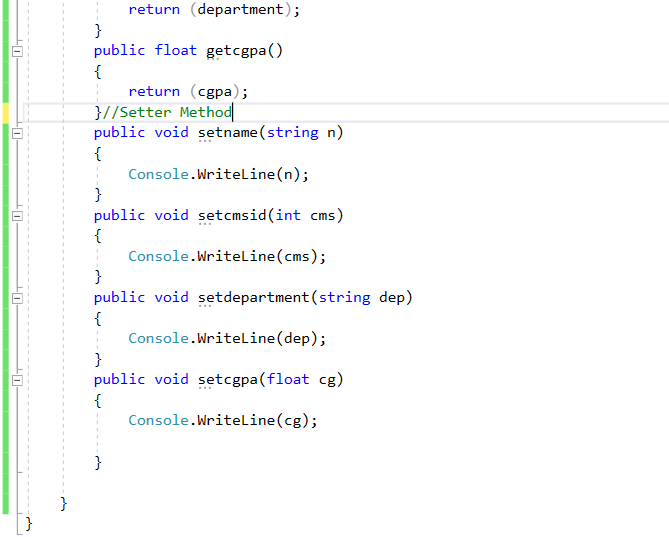 return (department);
}
public float getcgpa()
{
return (cgpa);
}//Setter Method
public void setname(string n)
{
Console.WriteLine(n);
}
public void setcmsid(int cms)
{
Console.WriteLine(cms);
}
public void setdepartment(string dep)
{
Console.WriteLine(dep);
}
public void setcgpa(float cg)
{
Console.WriteLine(cg);
}
}
}